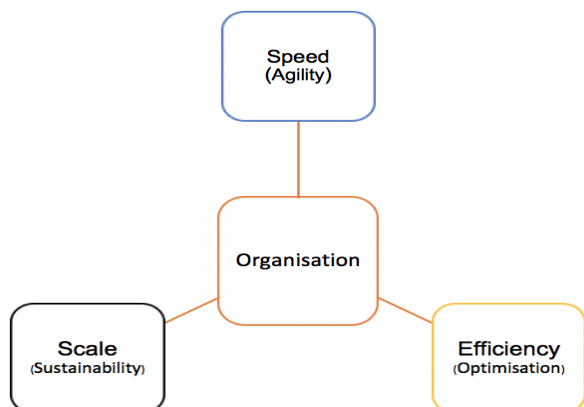 Speed
(Agility)
Organisation
Scale
(Sustainability)
Efficiency
(Optimisation)